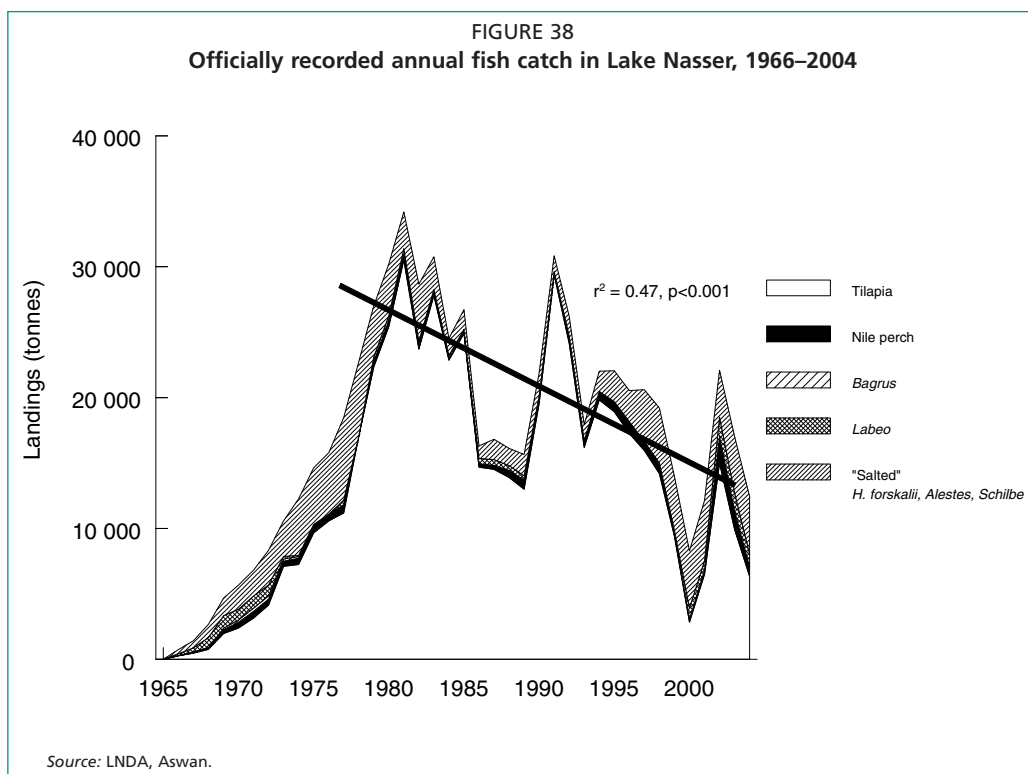 FIGURE 38
Officially recorded annual fish catch in Lake Nasser, 1966–2004
Landings (tonnes)
40 000
30 000
20 000
10 000
0
1965 1970 1975 1980 1985 1990 1995 2000
r² = 0.47, p<0.001
Tilapia
Nile perch
Bagrus
Labeo
"Salted"
H. forskalii, Alestes, Schilbe
Source: LNDA, Aswan.